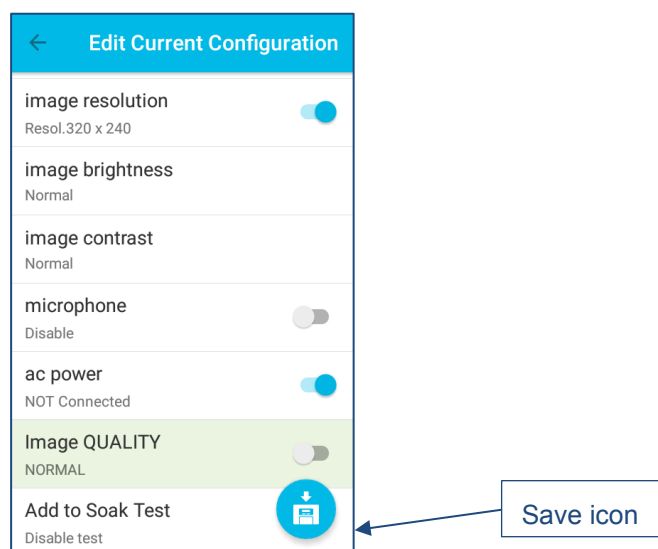 Edit Current Configuration
image resolution
Resol.320 x 240
image brightness
Normal
image contrast
Normal
microphone
Disable
ac power
NOT Connected
Image QUALITY
NORMAL
Add to Soak Test
Disable test
Save icon